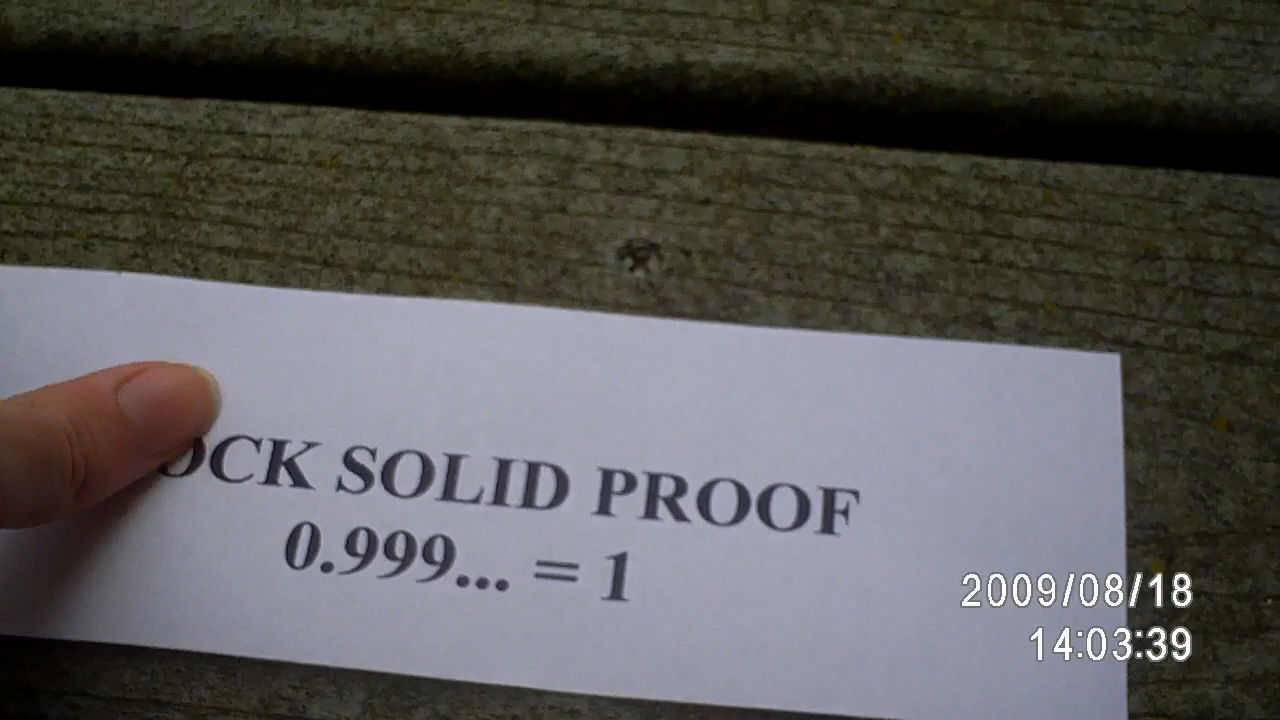 OCK SOLID PROOF
0.999... = 1
2009/08/18
14:03:39